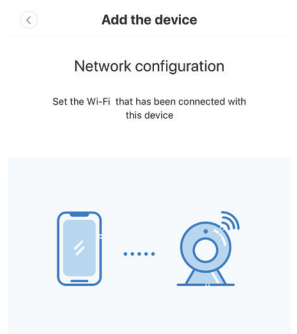 Add the device
Network configuration
Set the Wi-Fi that has been connected with
this device